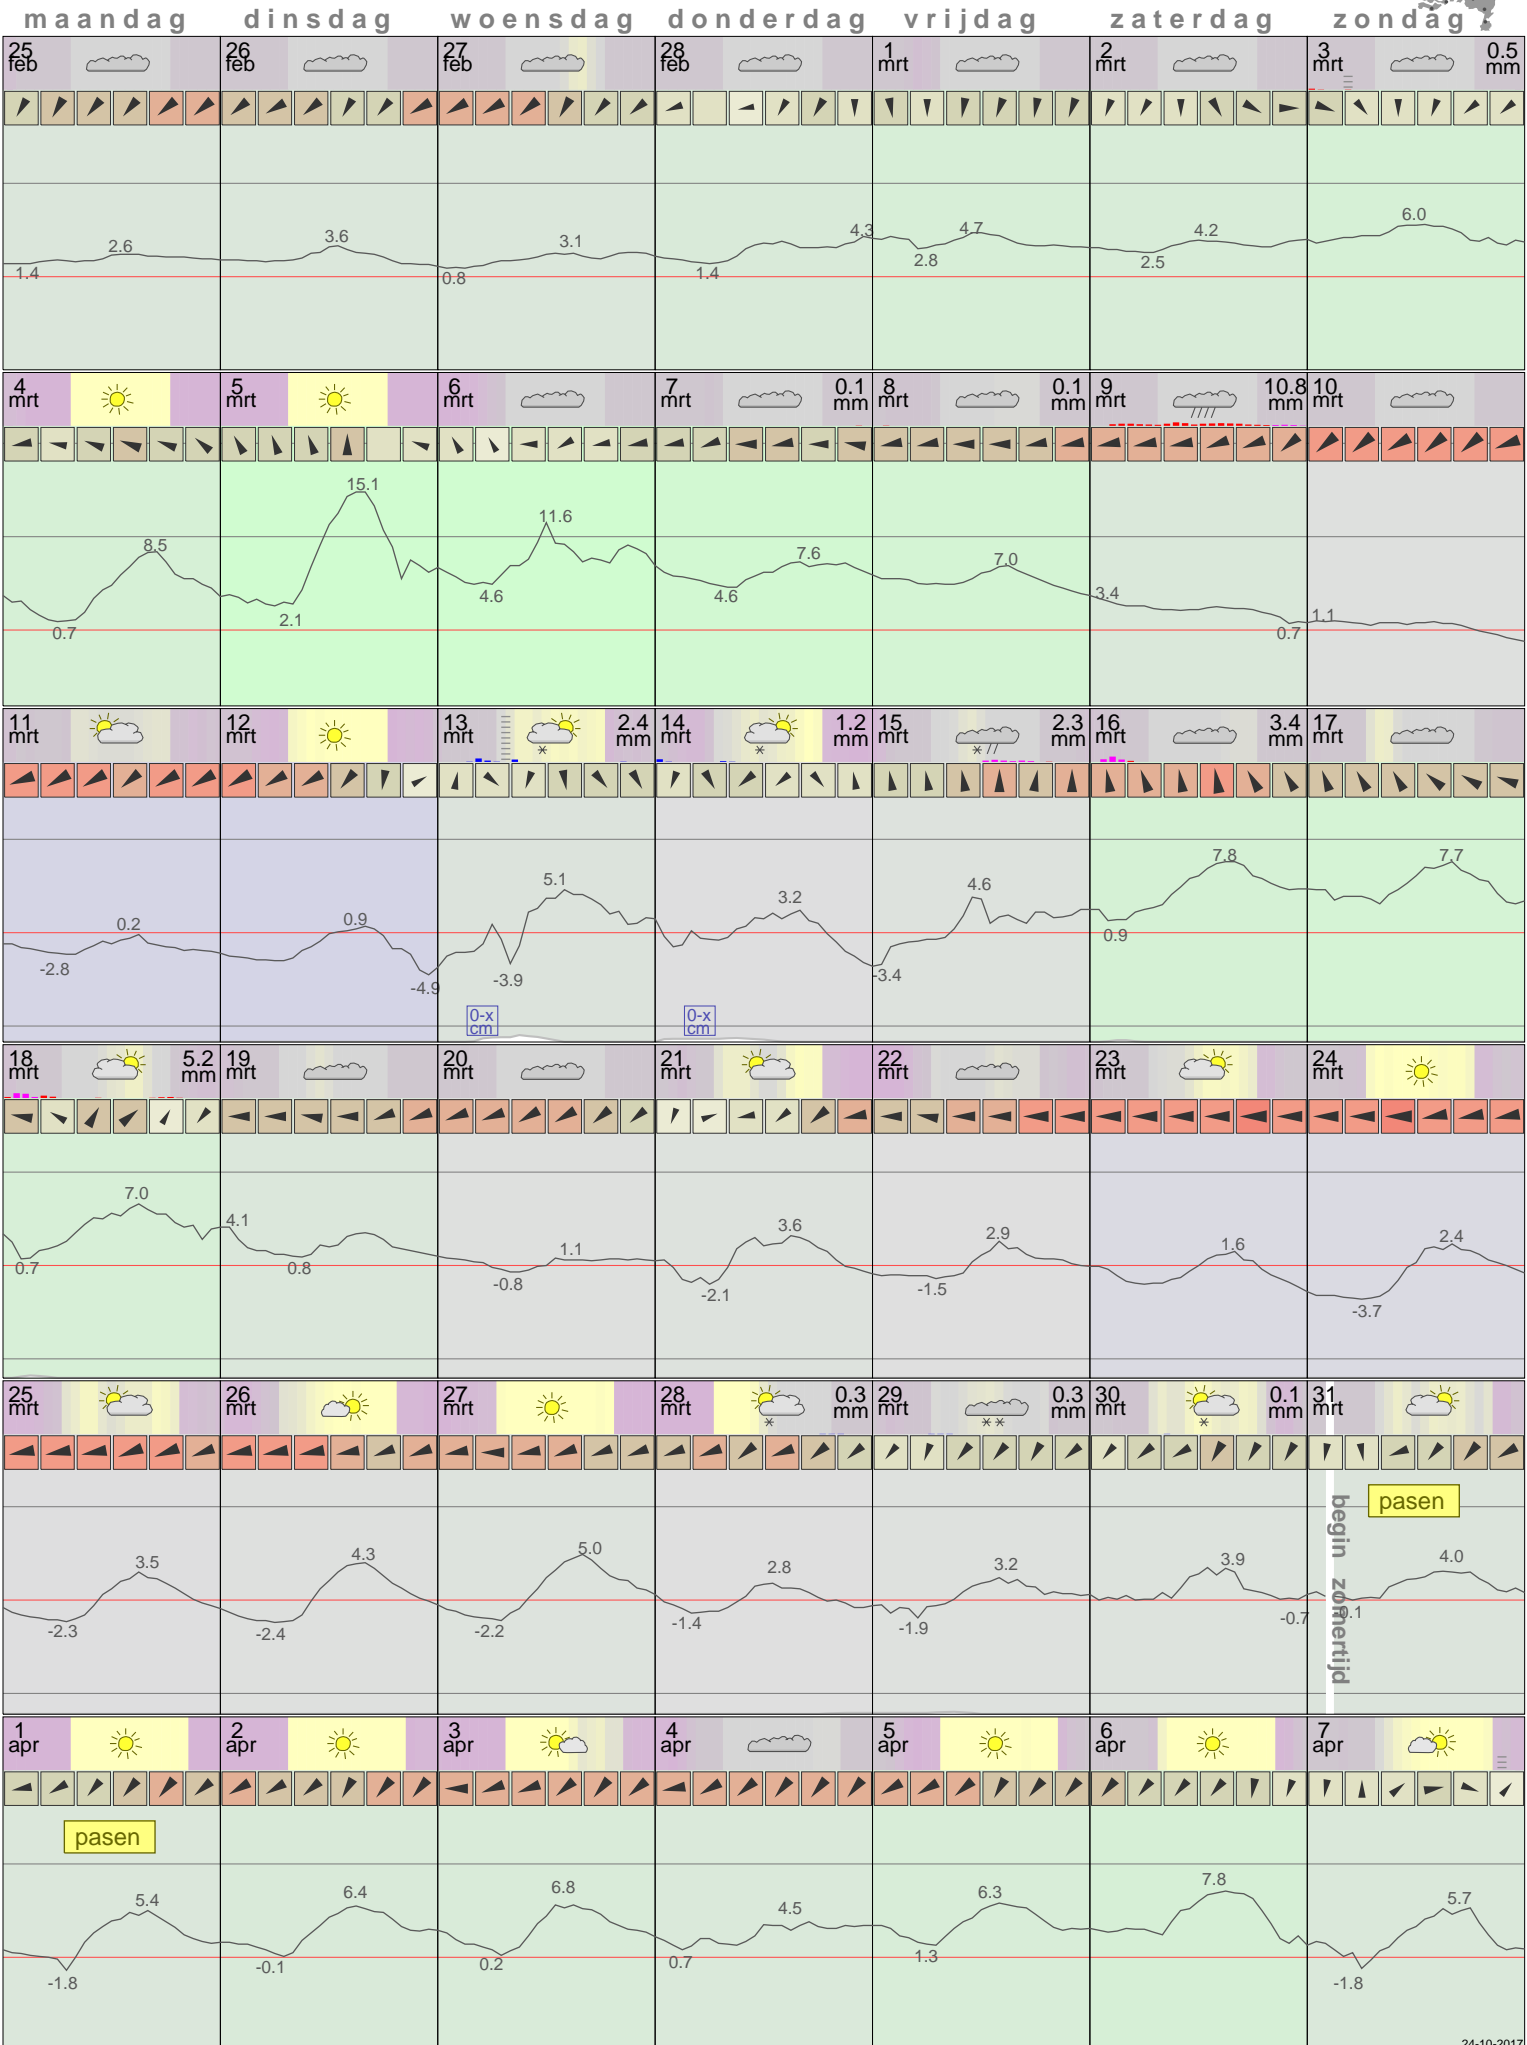 maandag dinsdag woensdag donderdag vrijdag zaterdag zondag
25 feb 26 feb 27 feb 28 feb 1 mrt 2 mrt 3 mrt 0.5 mm
2.6 3.6 3.1 4.3 4.7 4.2 6.0
1.4 0.8 1.4 2.8 2.5
4 mrt 5 mrt 6 mrt 7 mrt 0.1 mm 8 mrt 0.1 mm 9 mrt 10.8 mm 10 mrt
8.5 15.1 11.6 7.6 7.0 3.4 1.1
0.7 2.1 4.6 4.6 0.7
11 mrt 12 mrt 13 mrt 2.4 mm 14 mrt 1.2 mm 15 mrt 2.3 mm 16 mrt 3.4 mm 17 mrt
0.2 0.9 5.1 3.2 4.6 7.8 7.7
-2.8 -4.9 -3.9 -3.4 0.9
0-x cm 0-x cm
18 mrt 5.2 mm 19 mrt 20 mrt 21 mrt 22 mrt 23 mrt 24 mrt
7.0 4.1 1.1 3.6 2.9 1.6 2.4
0.7 0.8 -0.8 -2.1 -1.5 -3.7
25 mrt 26 mrt 27 mrt 28 mrt 0.3 mm 29 mrt 0.3 mm 30 mrt 0.1 mm 31 mrt
pasen
begin zomertijd
3.5 4.3 5.0 2.8 3.2 3.9 4.0
-2.3 -2.4 -2.2 -1.4 -1.9 -0.7 -0.1
1 apr 2 apr 3 apr 4 apr 5 apr 6 apr 7 apr
pasen
5.4 6.4 6.8 4.5 6.3 7.8 5.7
-1.8 -0.1 0.2 0.7 1.3 -1.8
24-10-2017